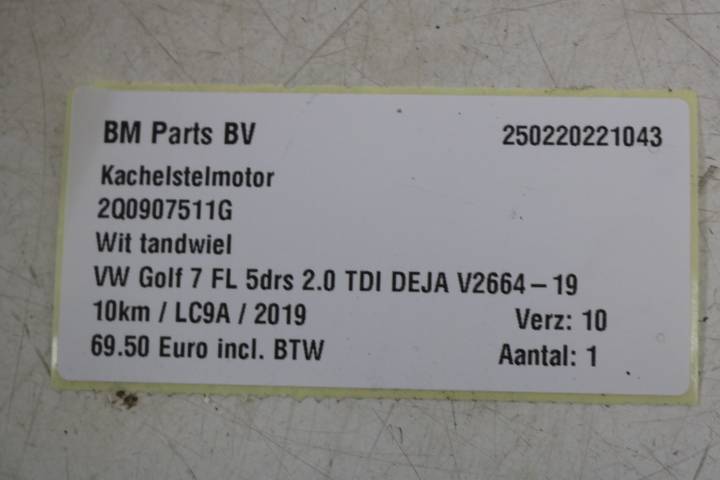 BM Parts BV 250220221043
Kachelstelmotor
2Q0907511G
Wit tandwiel
VW Golf 7 FL 5drs 2.0 TDI DEJA V2664-19
10km / LC9A / 2019 Verz: 10
69.50 Euro incl. BTW Aantal: 1